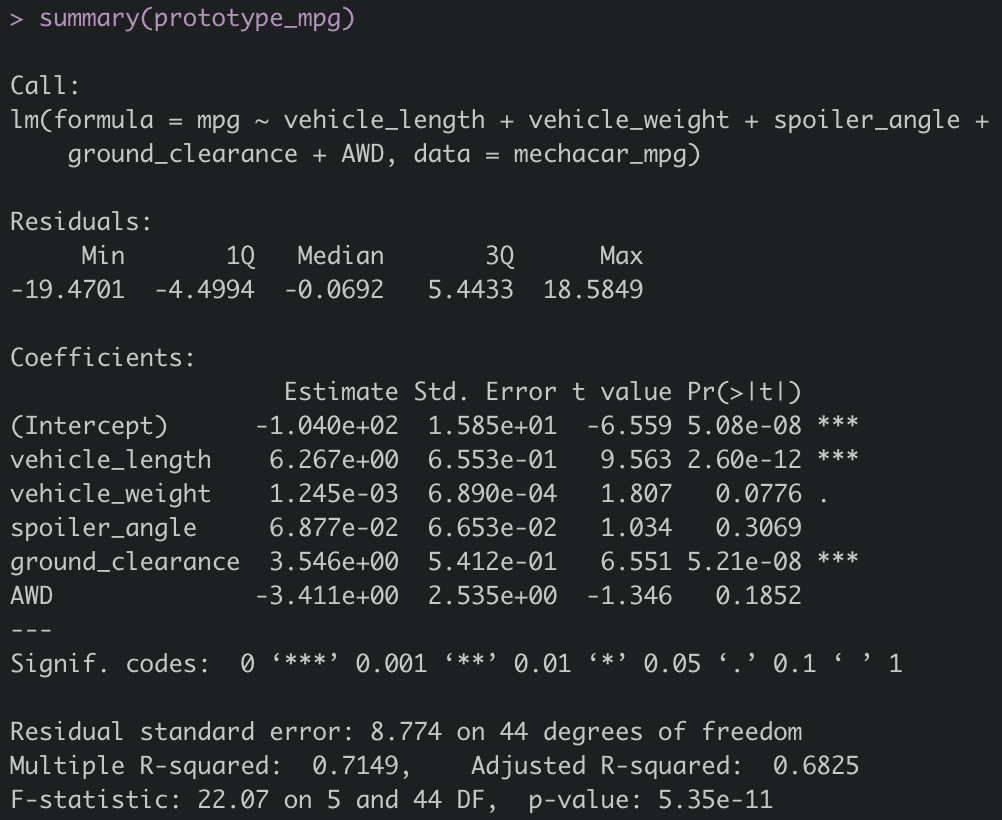 > summary(prototype_mpg)
Call:
lm(formula = mpg ~ vehicle_length + vehicle_weight + spoiler_angle +
    ground_clearance + AWD, data = mechacar_mpg)
Residuals:
     Min       1Q   Median       3Q      Max
-19.4701  -4.4994  -0.0692   5.4433  18.5849
Coefficients:
                   Estimate Std. Error t value Pr(>|t|)
(Intercept)      -1.040e+02  1.585e+01  -6.559 5.08e-08 ***
vehicle_length    6.267e+00  6.553e-01   9.563 2.60e-12 ***
vehicle_weight    1.245e-03  6.890e-04   1.807   0.0776 .
spoiler_angle     6.877e-02  6.653e-02   1.034   0.3069
ground_clearance  3.546e+00  5.412e-01   6.551 5.21e-08 ***
AWD              -3.411e+00  2.535e+00  -1.346   0.1852
---
Signif. codes:  0 ‘***’ 0.001 ‘**’ 0.01 ‘*’ 0.05 ‘.’ 0.1 ‘ ’ 1
Residual standard error: 8.774 on 44 degrees of freedom
Multiple R-squared:  0.7149,    Adjusted R-squared:  0.6825
F-statistic: 22.07 on 5 and 44 DF,  p-value: 5.35e-11